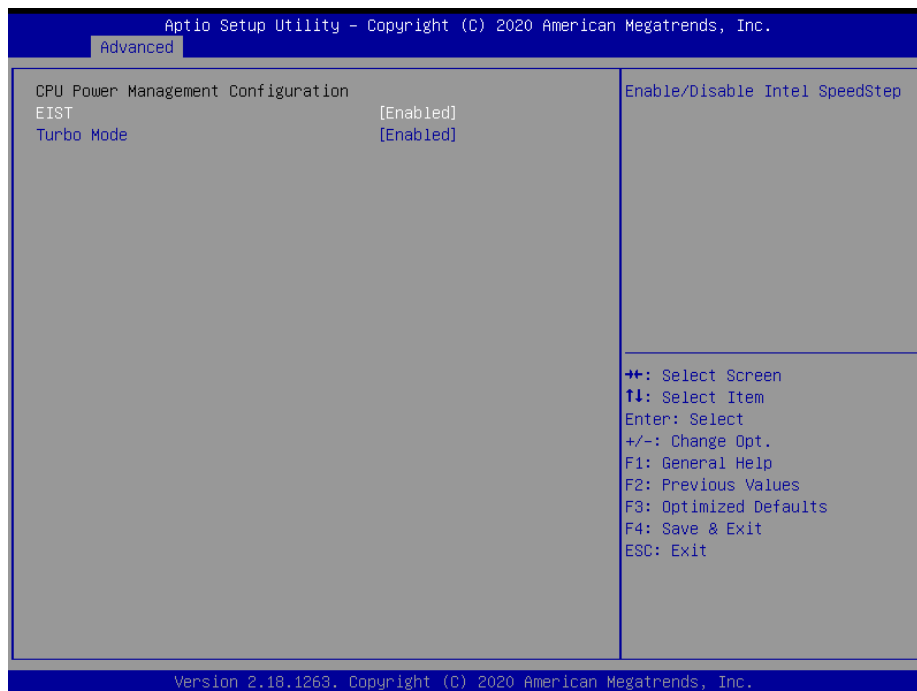 Aptio Setup Utility – Copyright (C) 2020 American Megatrends, Inc.
Advanced
CPU Power Management Configuration
EIST [Enabled]
Turbo Mode [Enabled]
Enable/Disable Intel SpeedStep
→←: Select Screen
↑↓: Select Item
Enter: Select
+/-: Change Opt.
F1: General Help
F2: Previous Values
F3: Optimized Defaults
F4: Save & Exit
ESC: Exit
Version 2.18.1263. Copyright (C) 2020 American Megatrends, Inc.